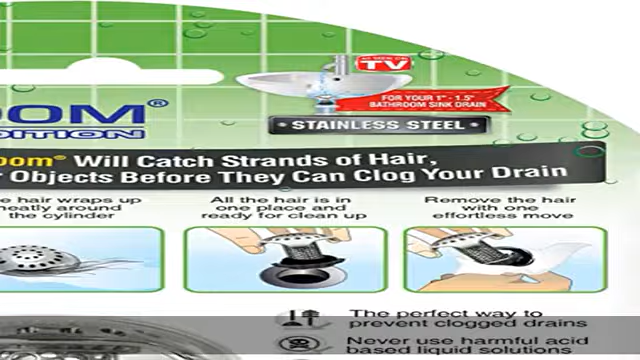 AS SEEN ON
TV
FOR YOUR 1" - 1.5"
BATHROOM SINK DRAIN
STAINLESS STEEL
OOM®
DITION
oom® Will Catch Strands of Hair,
r Objects Before They Can Clog Your Drain
e hair wraps up
neatly around
the cylinder
All the hair is in
one place and
ready for clean up
Remove the hair
with one
effortless move
The perfect way to
prevent clogged drains
Never use harmful acid
based liquid solutions